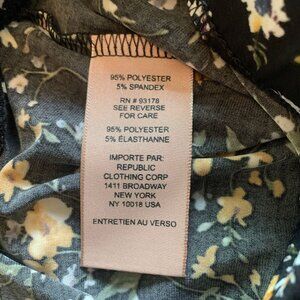 95% POLYESTER
5% SPANDEX
RN # 93178
SEE REVERSE
FOR CARE
95% POLYESTER
5% ÉLASTHANNE
IMPORTE PAR:
REPUBLIC
CLOTHING CORP
1411 BROADWAY
NEW YORK
NY 10018 USA
ENTRETIEN AU VERSO